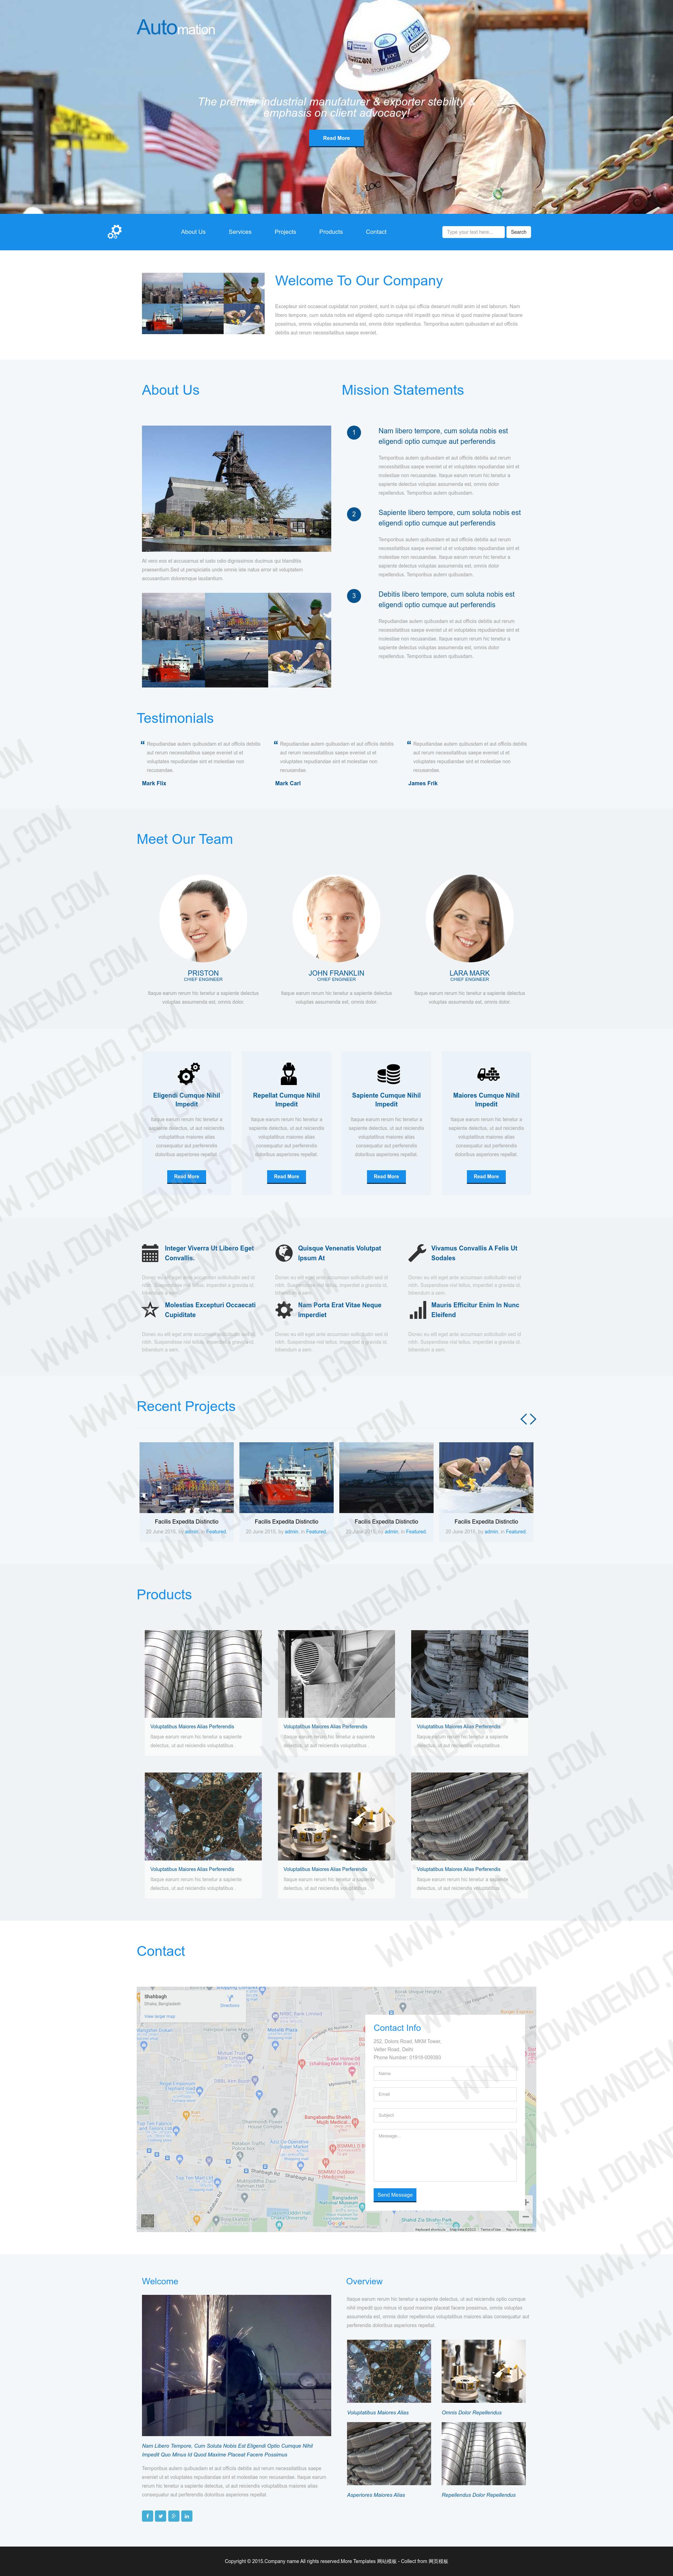 Automation
The premier industrial manufaturer & exporter stebility &
emphasis on client advocacy!
Read More
About Us
Services
Projects
Products
Contact
Type your text here...
Search
Welcome To Our Company
Excepteur sint occaecat cupidatat non proident, sunt in culpa qui officia deserunt mollit anim id est laborum. Nam
libero tempore, cum soluta nobis est eligendi optio cumque nihil impedit quo minus id quod maxime placeat facere
possimus, omnis voluptas assumenda est, omnis dolor repellendus. Temporibus autem quibusdam et aut officiis
debitis aut rerum necessitatibus saepe eveniet.
About Us
At vero eos et accusamus et iusto odio dignissimos ducimus qui blanditiis
praesentium.Sed ut perspiciatis unde omnis iste natus error sit voluptatem
accusantium doloremque laudantium.
Mission Statements
1
Nam libero tempore, cum soluta nobis est
eligendi optio cumque aut perferendis
Temporibus autem quibusdam et aut officiis debitis aut rerum
necessitatibus saepe eveniet ut et voluptates repudiandae sint et
molestiae non recusandae. Itaque earum rerum hic tenetur a
sapiente delectus voluptas assumenda est, omnis dolor
repellendus. Temporibus autem quibusdam.
2
Sapiente libero tempore, cum soluta nobis est
eligendi optio cumque aut perferendis
Temporibus autem quibusdam et aut officiis debitis aut rerum
necessitatibus saepe eveniet ut et voluptates repudiandae sint et
molestiae non recusandae. Itaque earum rerum hic tenetur a
sapiente delectus voluptas assumenda est, omnis dolor
repellendus. Temporibus autem quibusdam.
3
Debitis libero tempore, cum soluta nobis est
eligendi optio cumque aut perferendis
Repudiandae autem quibusdam et aut officiis debitis aut rerum
necessitatibus saepe eveniet ut et voluptates repudiandae sint et
molestiae non recusandae. Itaque earum rerum hic tenetur a
sapiente delectus voluptas assumenda est, omnis dolor
repellendus. Temporibus autem quibusdam.
Testimonials
Repudiandae autem quibusdam et aut officiis debitis
aut rerum necessitatibus saepe eveniet ut et
voluptates repudiandae sint et molestiae non
recusandae.
Mark Flix
Repudiandae autem quibusdam et aut officiis debitis
aut rerum necessitatibus saepe eveniet ut et
voluptates repudiandae sint et molestiae non
recusandae.
Mark Carl
Repudiandae autem quibusdam et aut officiis debitis
aut rerum necessitatibus saepe eveniet ut et
voluptates repudiandae sint et molestiae non
recusandae.
James Frik
Meet Our Team
PRISTON
CHIEF ENGINEER
Itaque earum rerum hic tenetur a sapiente delectus
voluptas assumenda est, omnis dolor.
JOHN FRANKLIN
CHIEF ENGINEER
Itaque earum rerum hic tenetur a sapiente delectus
voluptas assumenda est, omnis dolor.
LARA MARK
CHIEF ENGINEER
Itaque earum rerum hic tenetur a sapiente delectus
voluptas assumenda est, omnis dolor.
Eligendi Cumque Nihil
Impedit
Itaque earum rerum hic tenetur a
sapiente delectus, ut aut reiciendis
voluptatibus maiores alias
consequatur aut perferendis
doloribus asperiores repellat.
Read More
Repellat Cumque Nihil
Impedit
Itaque earum rerum hic tenetur a
sapiente delectus, ut aut reiciendis
voluptatibus maiores alias
consequatur aut perferendis
doloribus asperiores repellat.
Read More
Sapiente Cumque Nihil
Impedit
Itaque earum rerum hic tenetur a
sapiente delectus, ut aut reiciendis
voluptatibus maiores alias
consequatur aut perferendis
doloribus asperiores repellat.
Read More
Maiores Cumque Nihil
Impedit
Itaque earum rerum hic tenetur a
sapiente delectus, ut aut reiciendis
voluptatibus maiores alias
consequatur aut perferendis
doloribus asperiores repellat.
Read More
Integer Viverra Ut Libero Eget
Convallis.
Donec eu elit eget ante accumsan sollicitudin sed id
nibh. Suspendisse nisl tellus, imperdiet a gravida id,
bibendum a sem.
Quisque Venenatis Volutpat
Ipsum At
Donec eu elit eget ante accumsan sollicitudin sed id
nibh. Suspendisse nisl tellus, imperdiet a gravida id,
bibendum a sem.
Vivamus Convallis A Felis Ut
Sodales
Donec eu elit eget ante accumsan sollicitudin sed id
nibh. Suspendisse nisl tellus, imperdiet a gravida id,
bibendum a sem.
Molestias Excepturi Occaecati
Cupiditate
Donec eu elit eget ante accumsan sollicitudin sed id
nibh. Suspendisse nisl tellus, imperdiet a gravida id,
bibendum a sem.
Nam Porta Erat Vitae Neque
Imperdiet
Donec eu elit eget ante accumsan sollicitudin sed id
nibh. Suspendisse nisl tellus, imperdiet a gravida id,
bibendum a sem.
Mauris Efficitur Enim In Nunc
Eleifend
Donec eu elit eget ante accumsan sollicitudin sed id
nibh. Suspendisse nisl tellus, imperdiet a gravida id,
bibendum a sem.
Recent Projects
Facilis Expedita Distinctio
20 June 2015, by admin, in Featured.
Facilis Expedita Distinctio
20 June 2015, by admin, in Featured.
Facilis Expedita Distinctio
20 June 2015, by admin, in Featured.
Facilis Expedita Distinctio
20 June 2015, by admin, in Featured.
Products
Voluptatibus Maiores Alias Perferendis
Itaque earum rerum hic tenetur a sapiente
delectus, ut aut reiciendis voluptatibus .
Voluptatibus Maiores Alias Perferendis
Itaque earum rerum hic tenetur a sapiente
delectus, ut aut reiciendis voluptatibus .
Voluptatibus Maiores Alias Perferendis
Itaque earum rerum hic tenetur a sapiente
delectus, ut aut reiciendis voluptatibus .
Voluptatibus Maiores Alias Perferendis
Itaque earum rerum hic tenetur a sapiente
delectus, ut aut reiciendis voluptatibus .
Voluptatibus Maiores Alias Perferendis
Itaque earum rerum hic tenetur a sapiente
delectus, ut aut reiciendis voluptatibus .
Voluptatibus Maiores Alias Perferendis
Itaque earum rerum hic tenetur a sapiente
delectus, ut aut reiciendis voluptatibus .
Contact
Shahbagh
Dhaka, Bangladesh
Directions
View larger map
Contact Info
Vetter Road, Delhi.
Name
Email
Subject
Message...
Send Message
Welcome
Nam Libero Tempore, Cum Soluta Nobis Est Eligendi Optio Cumque Nihil
Impedit Quo Minus Id Quod Maxime Placeat Facere Possimus
Temporibus autem quibusdam et aut officiis debitis aut rerum necessitatibus saepe
eveniet ut et voluptates repudiandae sint et molestiae non recusandae. Itaque earum
rerum hic tenetur a sapiente delectus, ut aut reiciendis voluptatibus maiores alias
consequatur aut perferendis doloribus asperiores repellat.
Overview
Itaque earum rerum hic tenetur a sapiente delectus, ut aut reiciendis optio cumque
nihil impedit quo minus id quod maxime placeat facere possimus, omnis voluptas
assumenda est, omnis dolor repellendus voluptatibus maiores alias consequatur aut
perferendis doloribus asperiores repellat.
Voluptatibus Maiores Alias
Omnis Dolor Repellendus
Asperiores Maiores Alias
Repellendus Dolor Repellendus
Copyright © 2015.Company name All rights reserved.More Templates 网站模板 - Collect from 网页模板
WWW.DOWNDEMO.COM